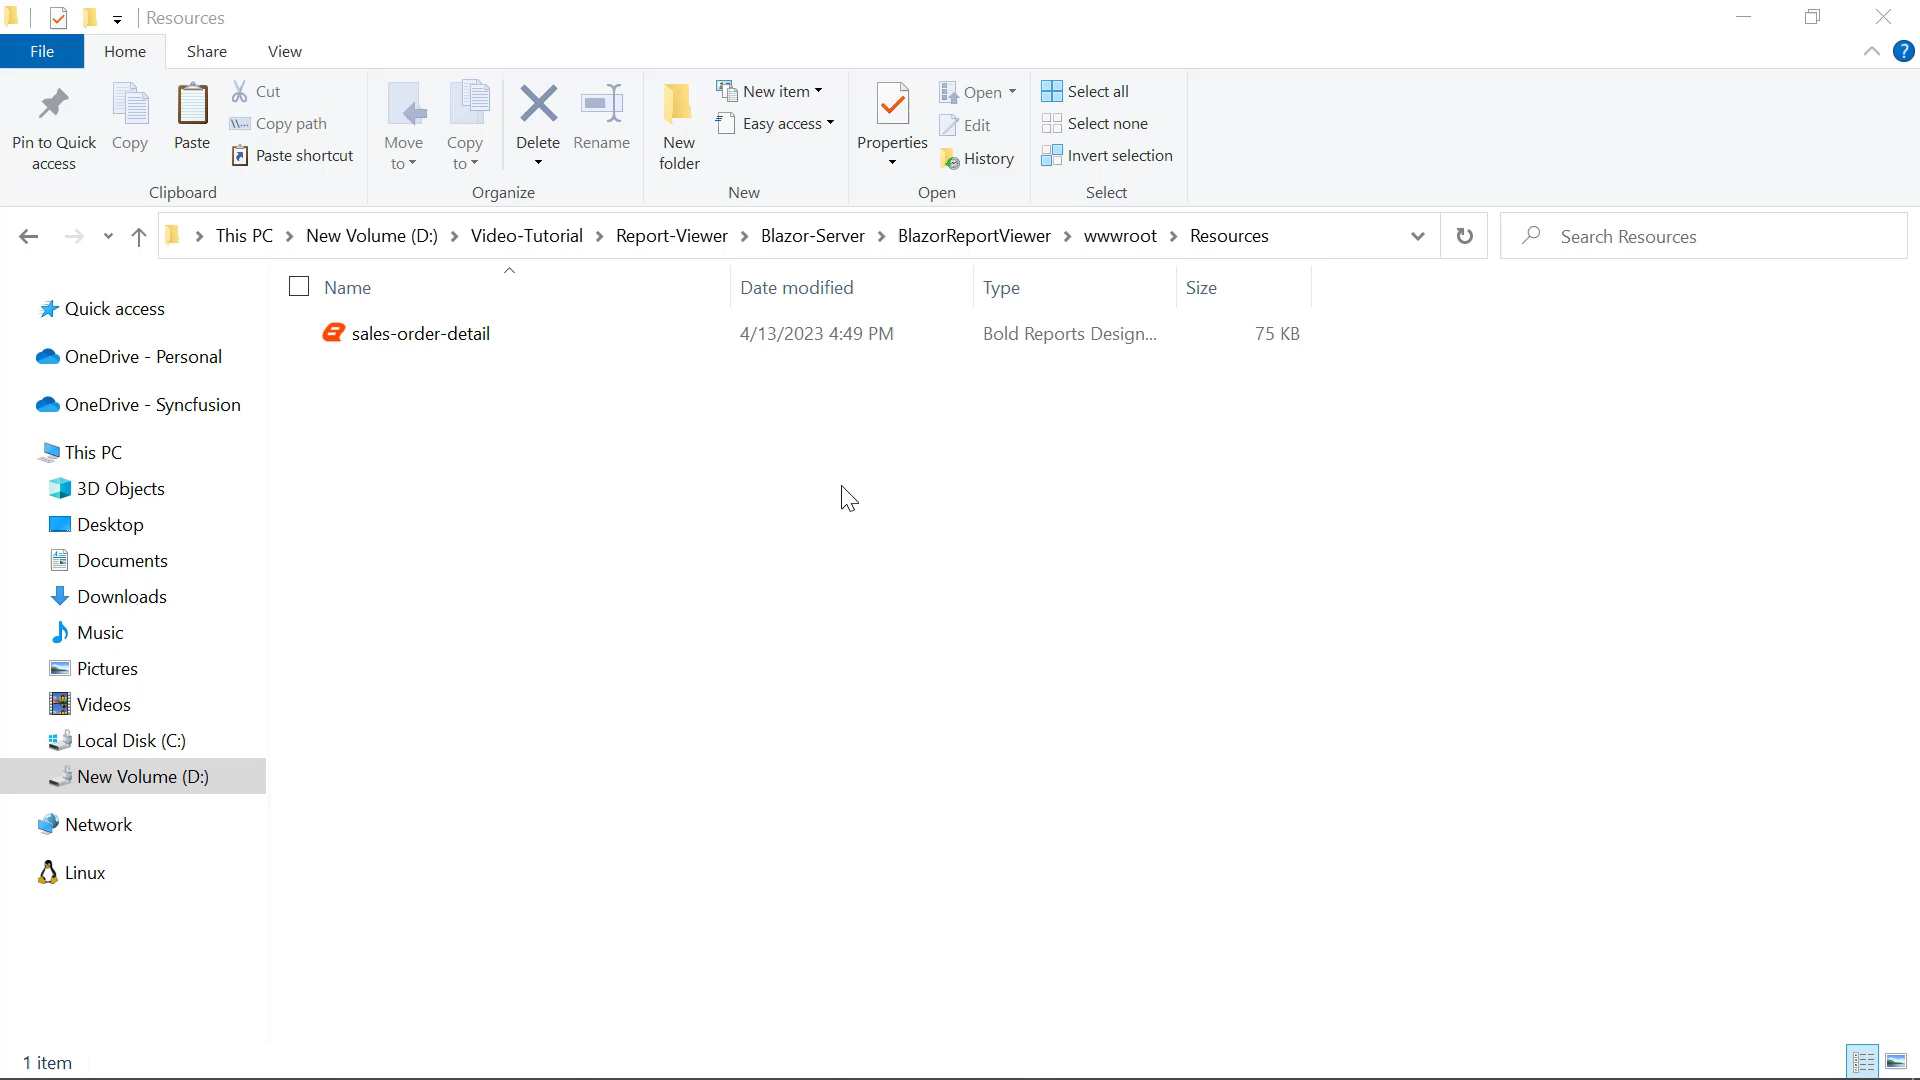 Resources
File
Home
Share
View
Pin to Quick access
Copy
Paste
Cut
Copy path
Paste shortcut
Clipboard
Move to
Copy to
Delete
Rename
Organize
New folder
New item
Easy access
New
Properties
Open
Edit
History
Open
Select all
Select none
Invert selection
Select
This PC
New Volume (D:)
Video-Tutorial
Report-Viewer
Blazor-Server
BlazorReportViewer
wwwroot
Resources
Search Resources
Name
Date modified
Type
Size
sales-order-detail
4/13/2023 4:49 PM
Bold Reports Design...
75 KB
Quick access
OneDrive - Personal
OneDrive - Syncfusion
This PC
3D Objects
Desktop
Documents
Downloads
Music
Pictures
Videos
Local Disk (C:)
New Volume (D:)
Network
Linux
1 item